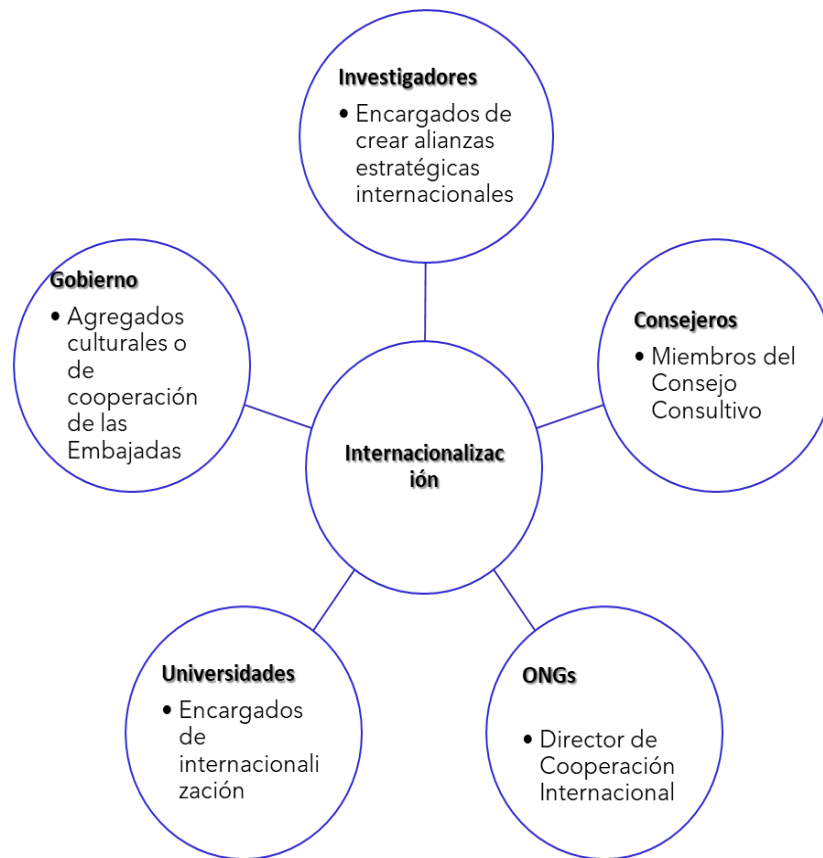 Investigadores
• Encargados de
crear alianzas
estratégicas
internacionales
Gobierno
• Agregados
culturales o
de
cooperación
de las
Embajadas
Consejeros
• Miembros del
Consejo
Consultivo
Internacionalizac
ión
Universidades
• Encargados
de
internacionali
zación
ONGs
• Director de
Cooperación
Internacional